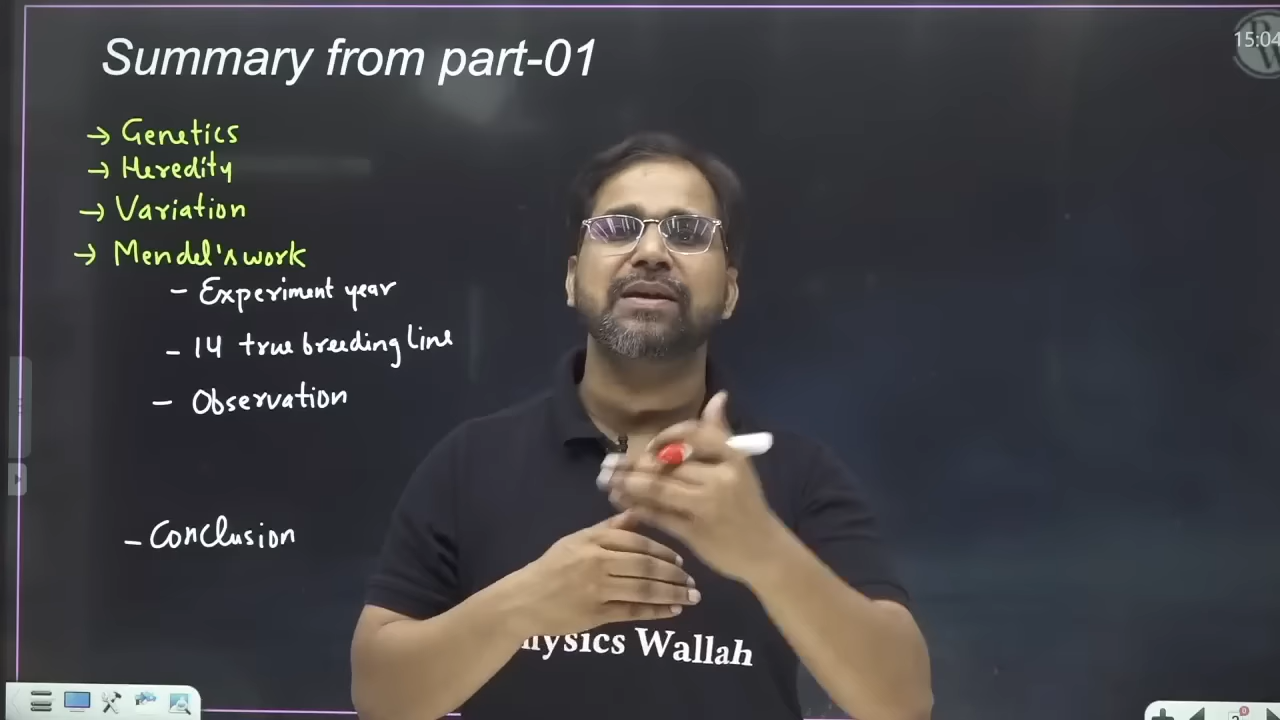 Summary from part-01
15:04
→ Genetics
→ Heredity
→ Variation
→ Mendel's work
- Experiment year
- 14 true breeding line
- Observation
- Conclusion
Wallah